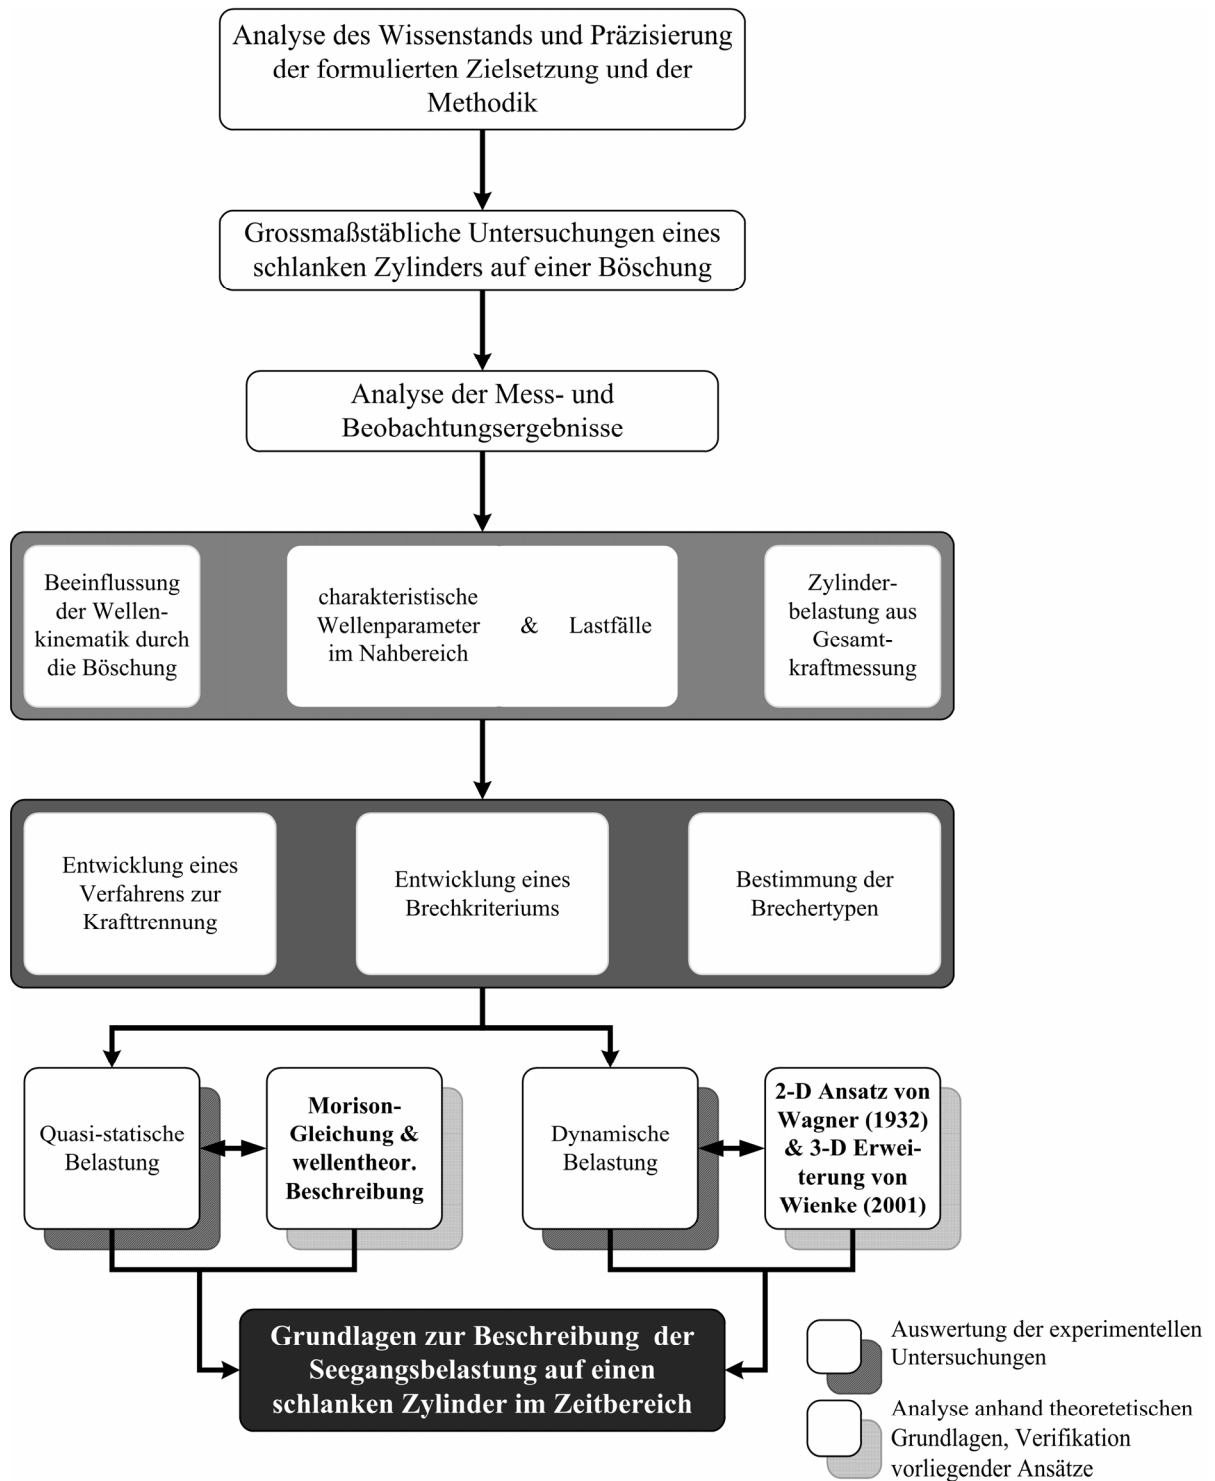 Analyse des Wissenstands und Präzisierung
der formulierten Zielsetzung und der
Methodik
Grossmaßstäbliche Untersuchungen eines
schlanken Zylinders auf einer Böschung
Analyse der Mess- und
Beobachtungsergebnisse
Beeinflussung
der Wellen-
kinematik durch
die Böschung
charakteristische
Wellenparameter
im Nahbereich
& Lastfälle
Zylinder-
belastung aus
Gesamt-
kraftmessung
Entwicklung eines
Verfahrens zur
Krafttrennung
Entwicklung eines
Brechkriteriums
Bestimmung der
Brechertypen
Quasi-statische
Belastung
Morison-
Gleichung &
wellentheor.
Beschreibung
Dynamische
Belastung
2-D Ansatz von
Wagner (1932)
& 3-D Erwei-
terung von
Wienke (2001)
Grundlagen zur Beschreibung der
Seegangsbelastung auf einen
schlanken Zylinder im Zeitbereich
Auswertung der experimentellen
Untersuchungen
Analyse anhand theoretetischen
Grundlagen, Verifikation
vorliegender Ansätze